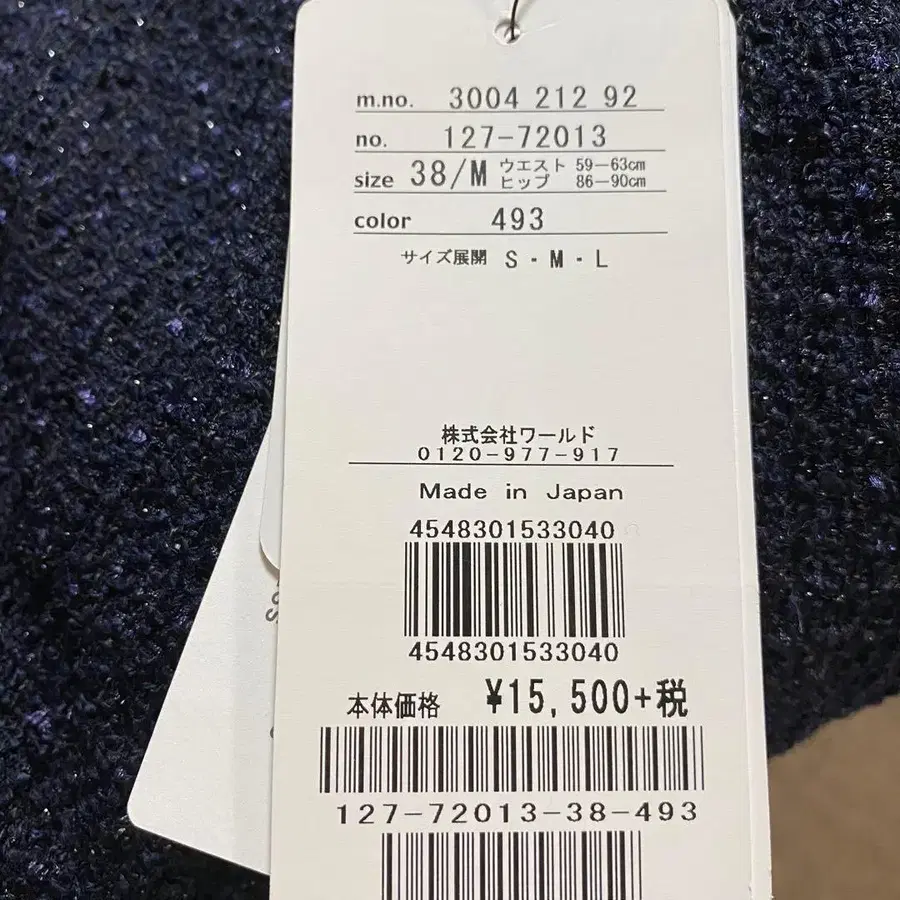 m.no. 3004 212 92
no. 127-72013
size 38/M ウエスト 59-63cm
ヒップ 86-90cm
color 493
サイズ展開 S・M・L
株式会社ワールド
0120-977-917
Made in Japan
4548301533040
4548301533040
本体価格 ¥15,500+税
127-72013-38-493